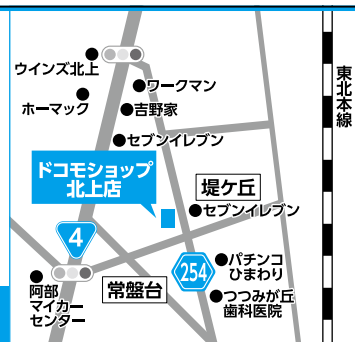 ウインズ北上
ワークマン
ホーマック
吉野家
セブンイレブン
東北本線
ドコモショップ
北上店
堤ケ丘
セブンイレブン
4
254
パチンコ
ひまわり
阿部
マイカー
センター
常盤台
つつみが丘
歯科医院